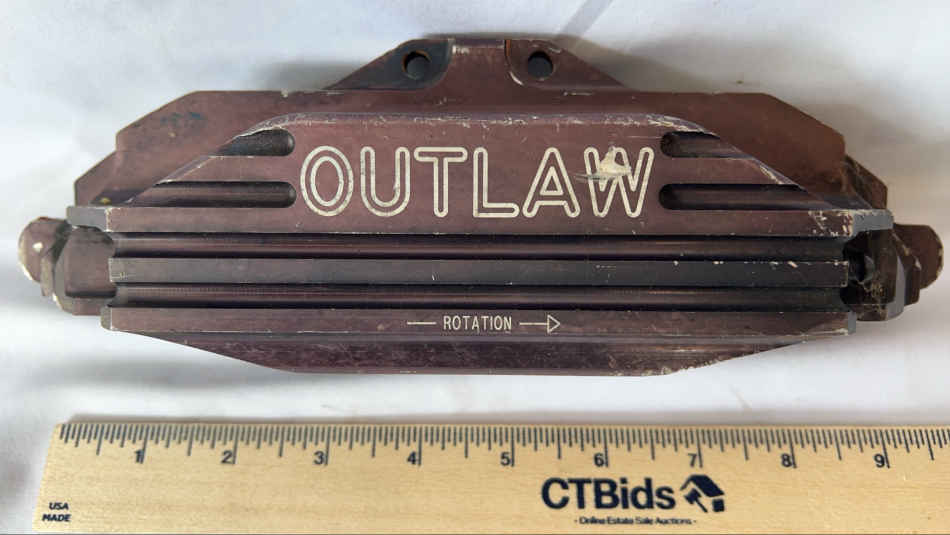 OUTLAW
ROTATION
1 2 3 4 5 6 7 8 9
CTBids
- Online Estate Sale Auctions -
USA
MADE